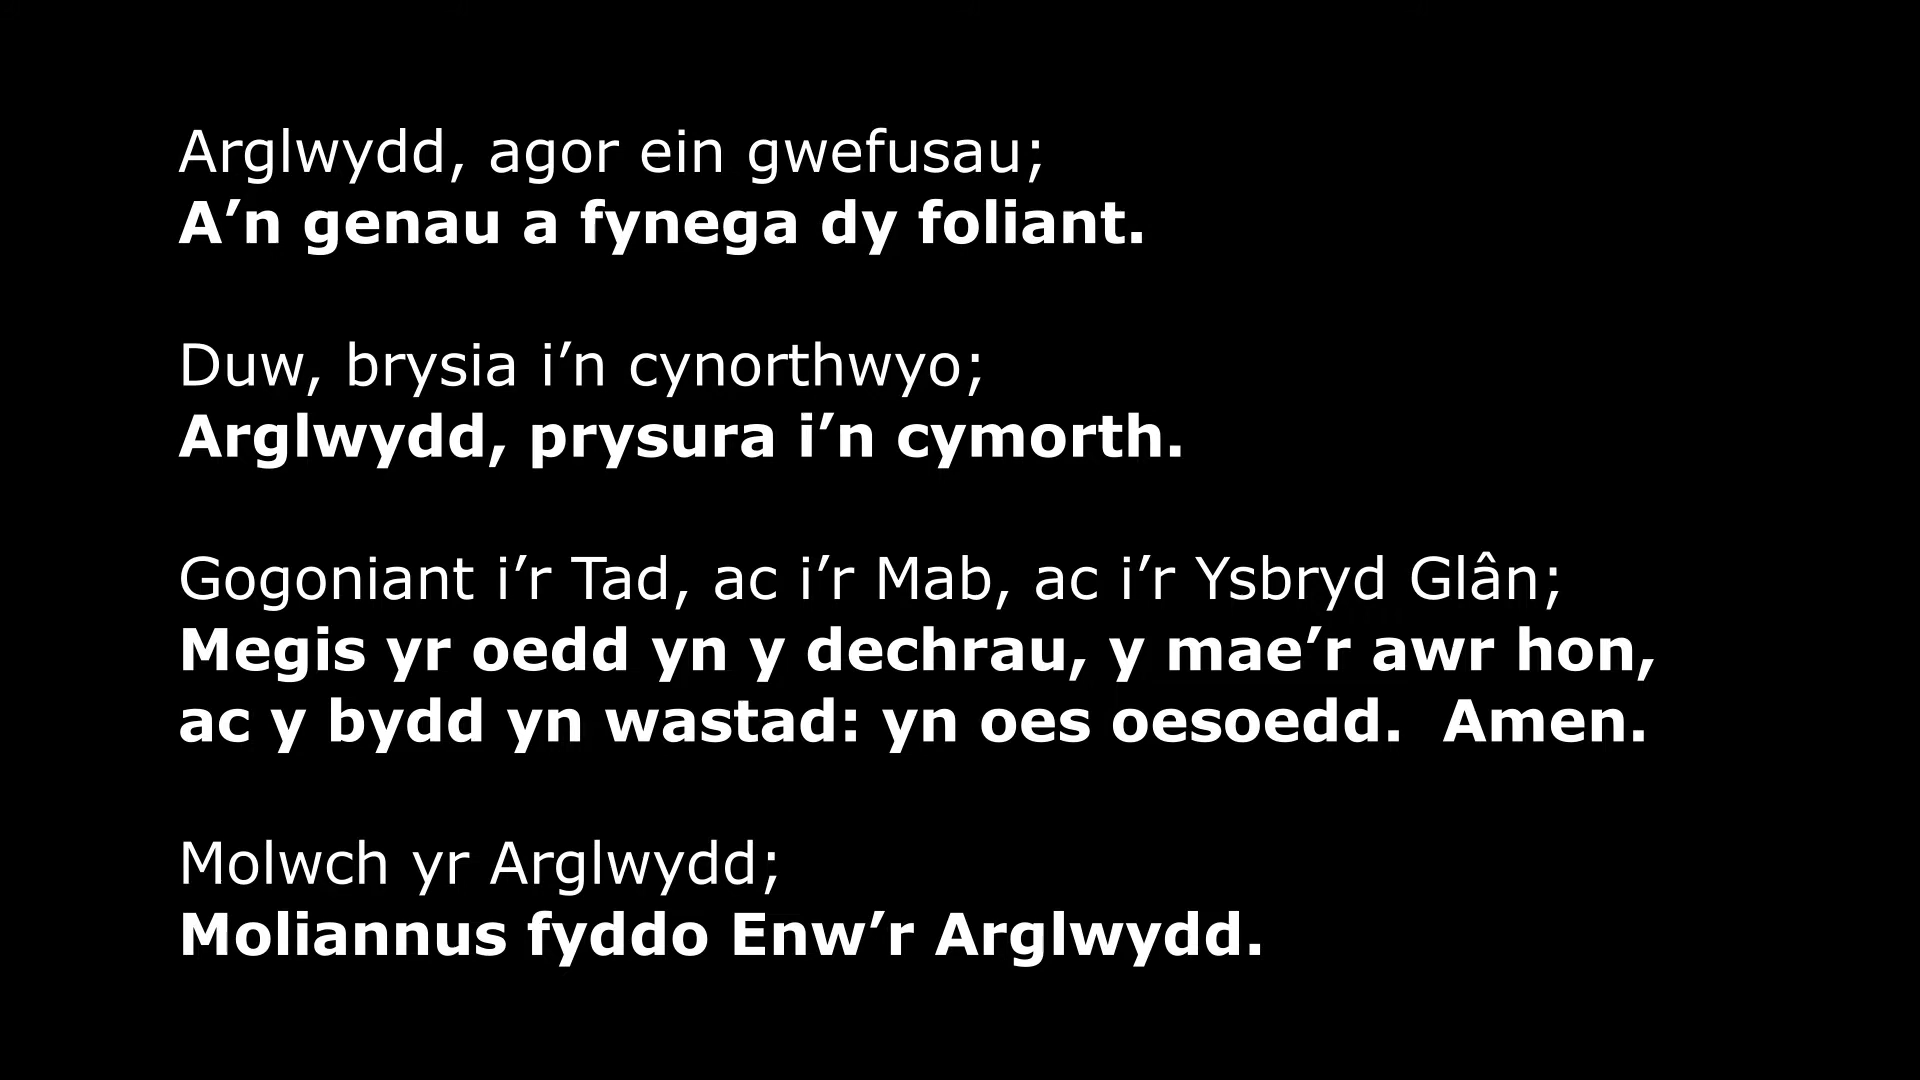 Arglwydd, agor ein gwefusau;
A’n genau a fynega dy foliant.
Duw, brysia i’n cynorthwyo;
Arglwydd, prysura i’n cymorth.
Gogoniant i’r Tad, ac i’r Mab, ac i’r Ysbryd Glân;
Megis yr oedd yn y dechrau, y mae’r awr hon,
ac y bydd yn wastad: yn oes oesoedd.  Amen.
Molwch yr Arglwydd;
Moliannus fyddo Enw’r Arglwydd.